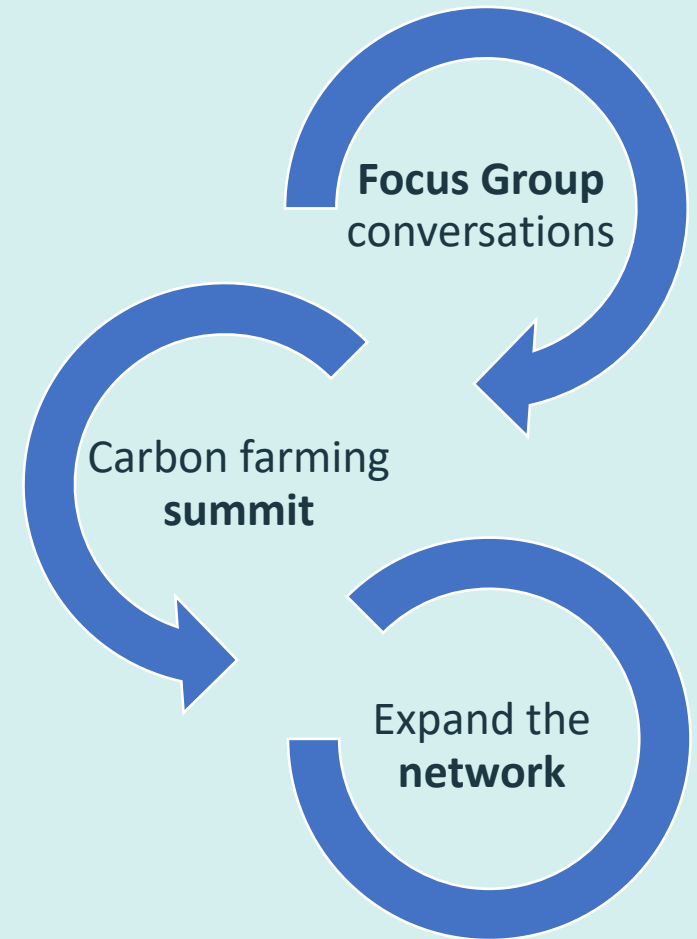 Focus Group
conversations
Carbon farming
summit
Expand the
network